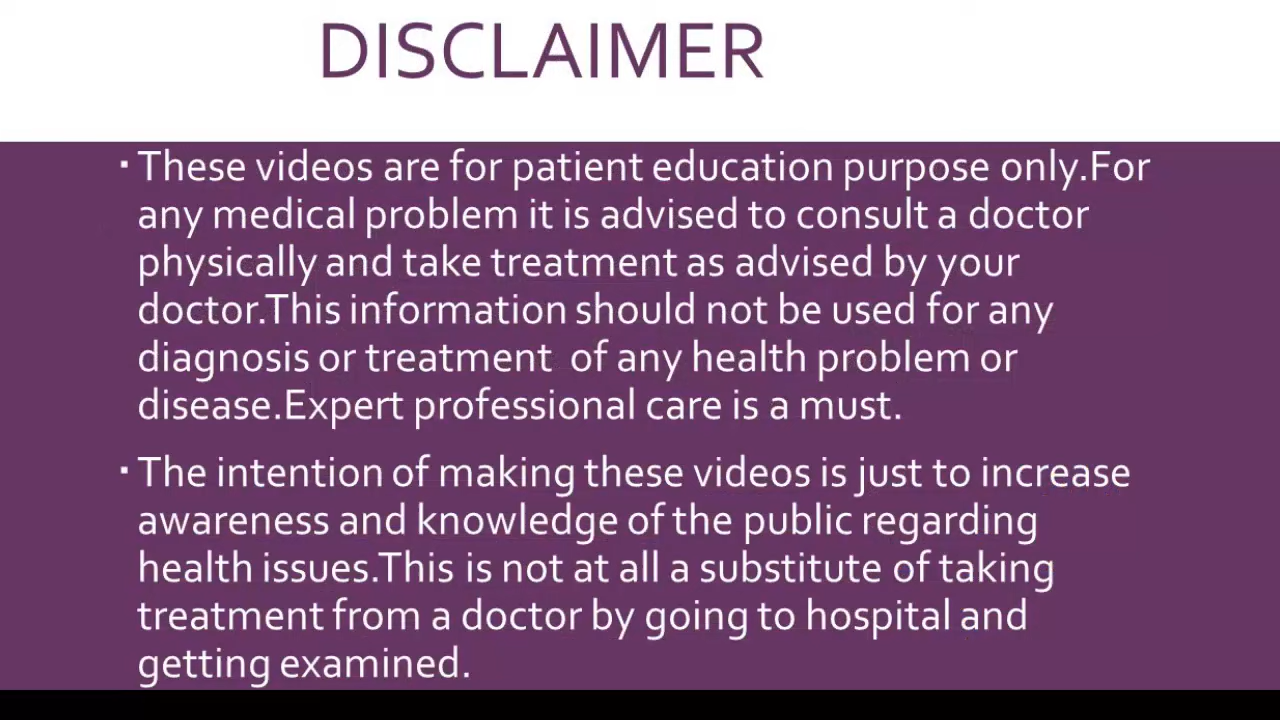 DISCLAIMER
▪ These videos are for patient education purpose only.For
any medical problem it is advised to consult a doctor
physically and take treatment as advised by your
doctor.This information should not be used for any
diagnosis or treatment  of any health problem or
disease.Expert professional care is a must.
▪ The intention of making these videos is just to increase
awareness and knowledge of the public regarding
health issues.This is not at all a substitute of taking
treatment from a doctor by going to hospital and
getting examined.